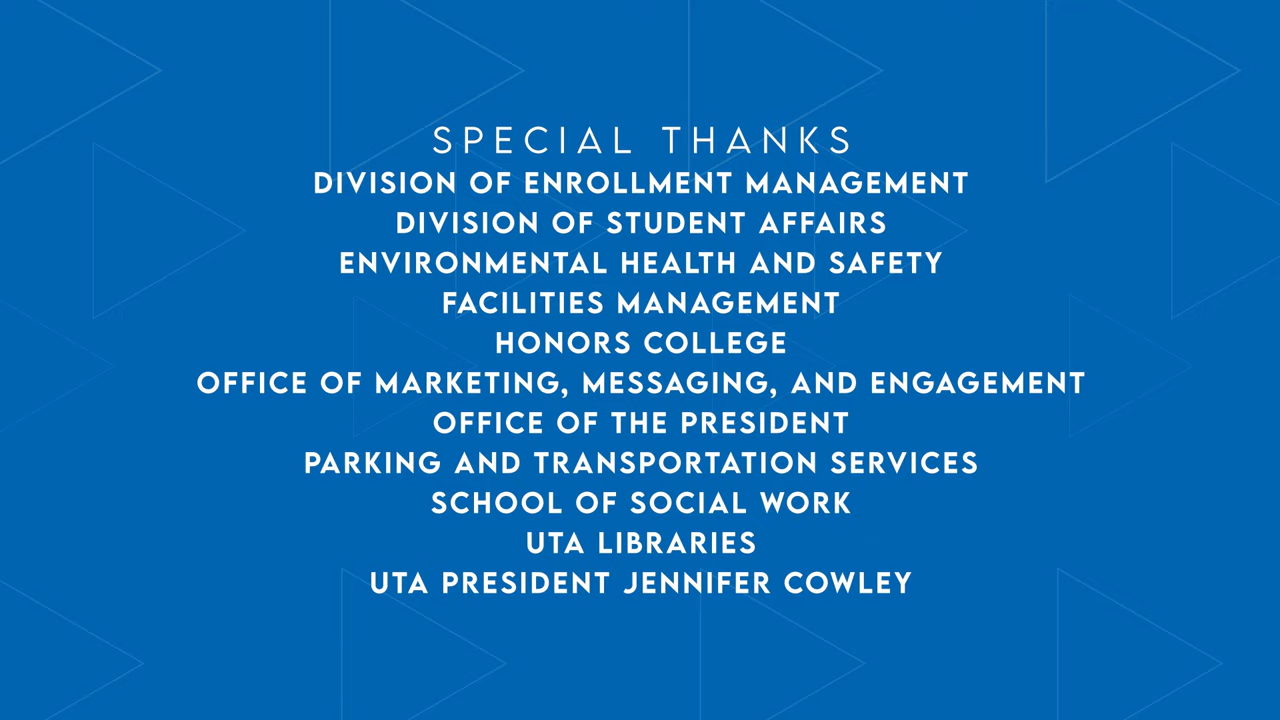 SPECIAL THANKS
DIVISION OF ENROLLMENT MANAGEMENT
DIVISION OF STUDENT AFFAIRS
ENVIRONMENTAL HEALTH AND SAFETY
FACILITIES MANAGEMENT
HONORS COLLEGE
OFFICE OF MARKETING, MESSAGING, AND ENGAGEMENT
OFFICE OF THE PRESIDENT
PARKING AND TRANSPORTATION SERVICES
SCHOOL OF SOCIAL WORK
UTA LIBRARIES
UTA PRESIDENT JENNIFER COWLEY